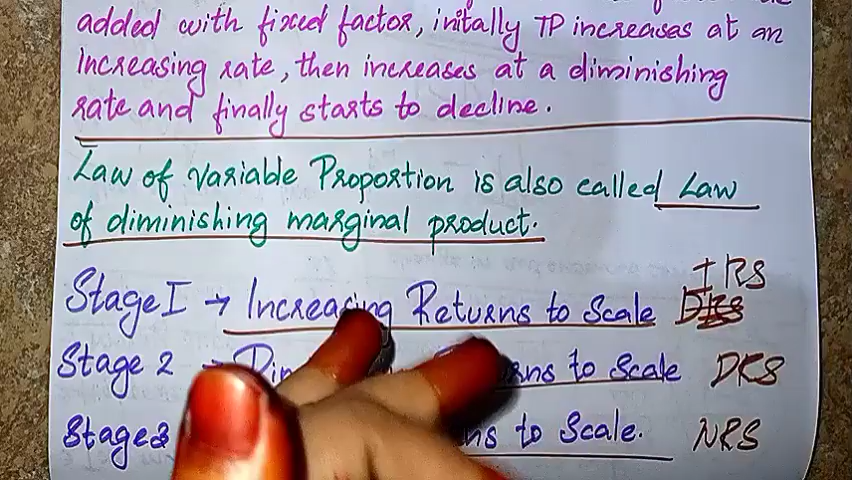 added with fixed factor, initally TP increases at an
increasing rate, then increases at a diminishing
rate and finally starts to decline.
Law of Variable Proportion is also called Law
of diminishing marginal product.
IRS
Stage I → Increasing Returns to Scale
Stage 2 → to Scale DRS
Stage 3 to Scale. NRS